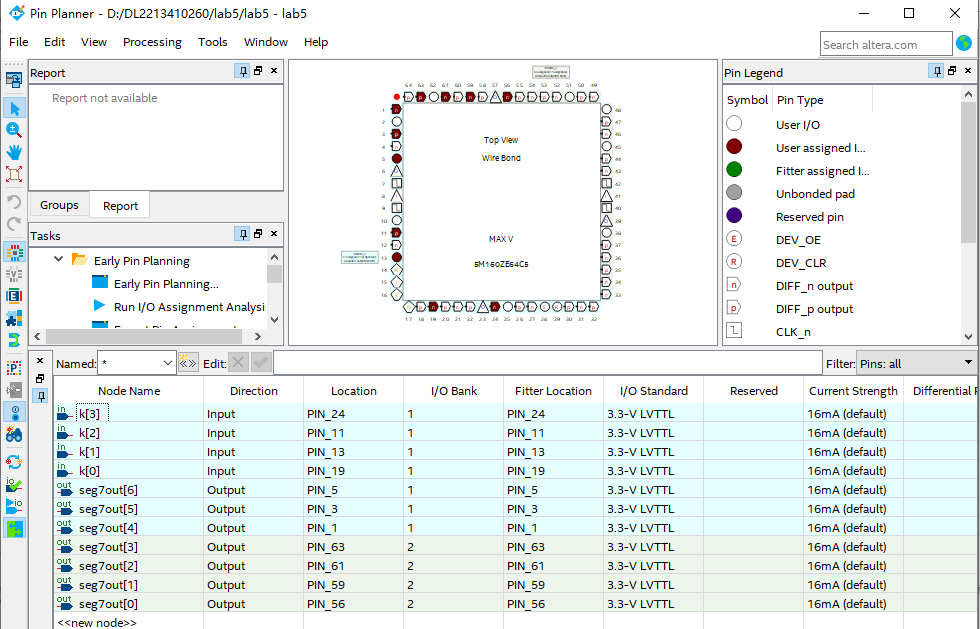 Pin Planner - D:/DL2213410260/lab5/lab5 - lab5
File Edit View Processing Tools Window Help
Search altera.com
Report
Report not available
Groups Report
Tasks
Early Pin Planning
Early Pin Planning...
Run I/O Assignment Analysi
Top View
Wire Bond
MAX V
5M160ZE64C5
64 63 62 61 60 59 58 57 56 55 54 53 52 51 50 49
1 48
2 47
3 46
4 45
5 44
6 43
7 42
8 41
9 40
10 39
11 38
12 37
13 36
14 35
15 34
16 33
17 18 19 20 21 22 23 24 25 26 27 28 29 30 31 32
Pin Legend
Symbol Pin Type
User I/O
User assigned I...
Fitter assigned I...
Unbonded pad
Reserved pin
E DEV_OE
R DEV_CLR
n DIFF_n output
p DIFF_p output
CLK_n
Named: * Edit: Filter: Pins: all
Node Name Direction Location I/O Bank Fitter Location I/O Standard Reserved Current Strength Differential
in k[3] Input PIN_24 1 PIN_24 3.3-V LVTTL 16mA (default)
in k[2] Input PIN_11 1 PIN_11 3.3-V LVTTL 16mA (default)
in k[1] Input PIN_13 1 PIN_13 3.3-V LVTTL 16mA (default)
in k[0] Input PIN_19 1 PIN_19 3.3-V LVTTL 16mA (default)
out seg7out[6] Output PIN_5 1 PIN_5 3.3-V LVTTL 16mA (default)
out seg7out[5] Output PIN_3 1 PIN_3 3.3-V LVTTL 16mA (default)
out seg7out[4] Output PIN_1 1 PIN_1 3.3-V LVTTL 16mA (default)
out seg7out[3] Output PIN_63 2 PIN_63 3.3-V LVTTL 16mA (default)
out seg7out[2] Output PIN_61 2 PIN_61 3.3-V LVTTL 16mA (default)
out seg7out[1] Output PIN_59 2 PIN_59 3.3-V LVTTL 16mA (default)
out seg7out[0] Output PIN_56 2 PIN_56 3.3-V LVTTL 16mA (default)
<<new node>>